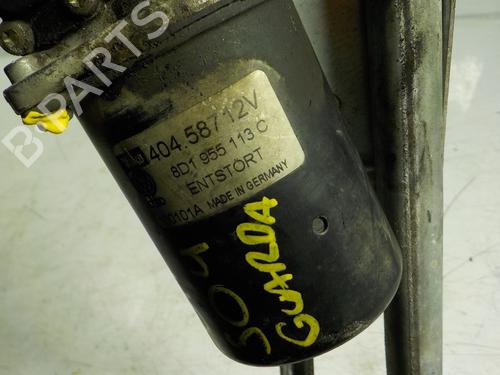 404.587 12V
8D1 955 113 C
ENTSTÖRT
MADE IN GERMANY
GUARDA
B-PARTS